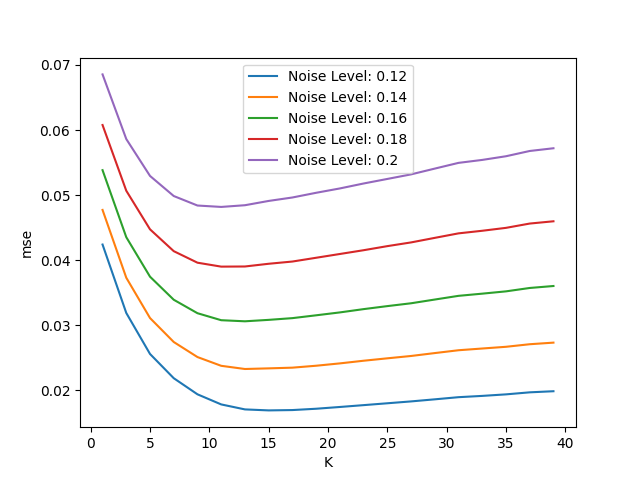 0.07
0.06
0.05
0.04
0.03
0.02
mse
Noise Level: 0.12
Noise Level: 0.14
Noise Level: 0.16
Noise Level: 0.18
Noise Level: 0.2
0 5 10 15 20 25 30 35 40
K